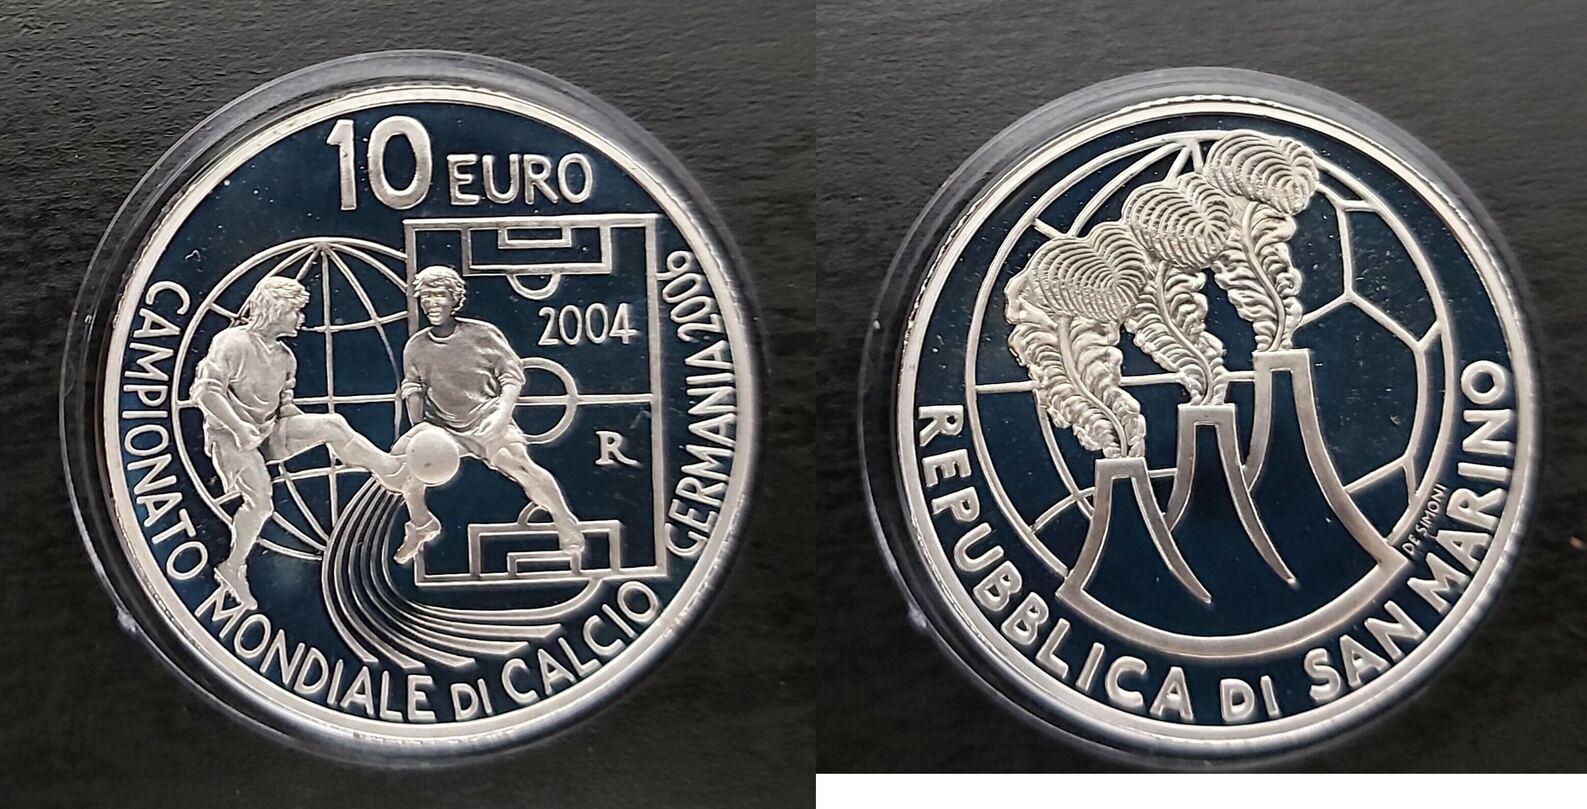 10 EURO
CAMPIONATO MONDIALE DI CALCIO
GERMANIA 2006
2004
R
REPUBBLICA DI SAN MARINO
DE SIMONI